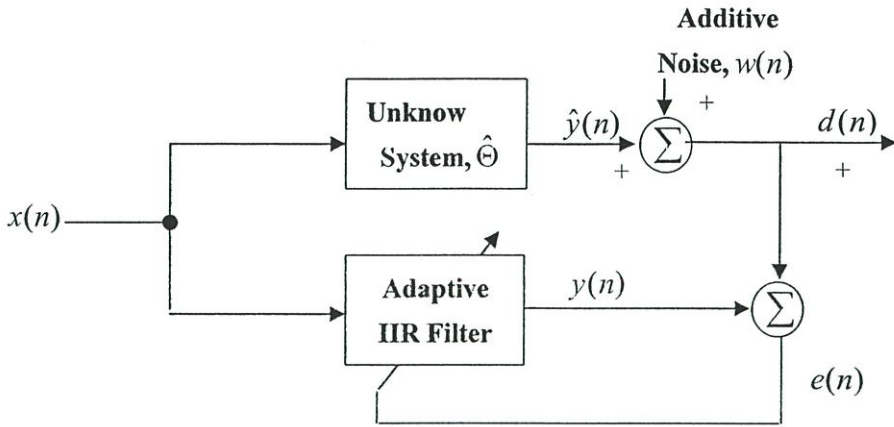 Additive
Noise, w(n)
+
Unknow
System, Θ̂
ŷ(n)
+
Σ
d(n)
+
x(n)
Adaptive
IIR Filter
y(n)
Σ
e(n)